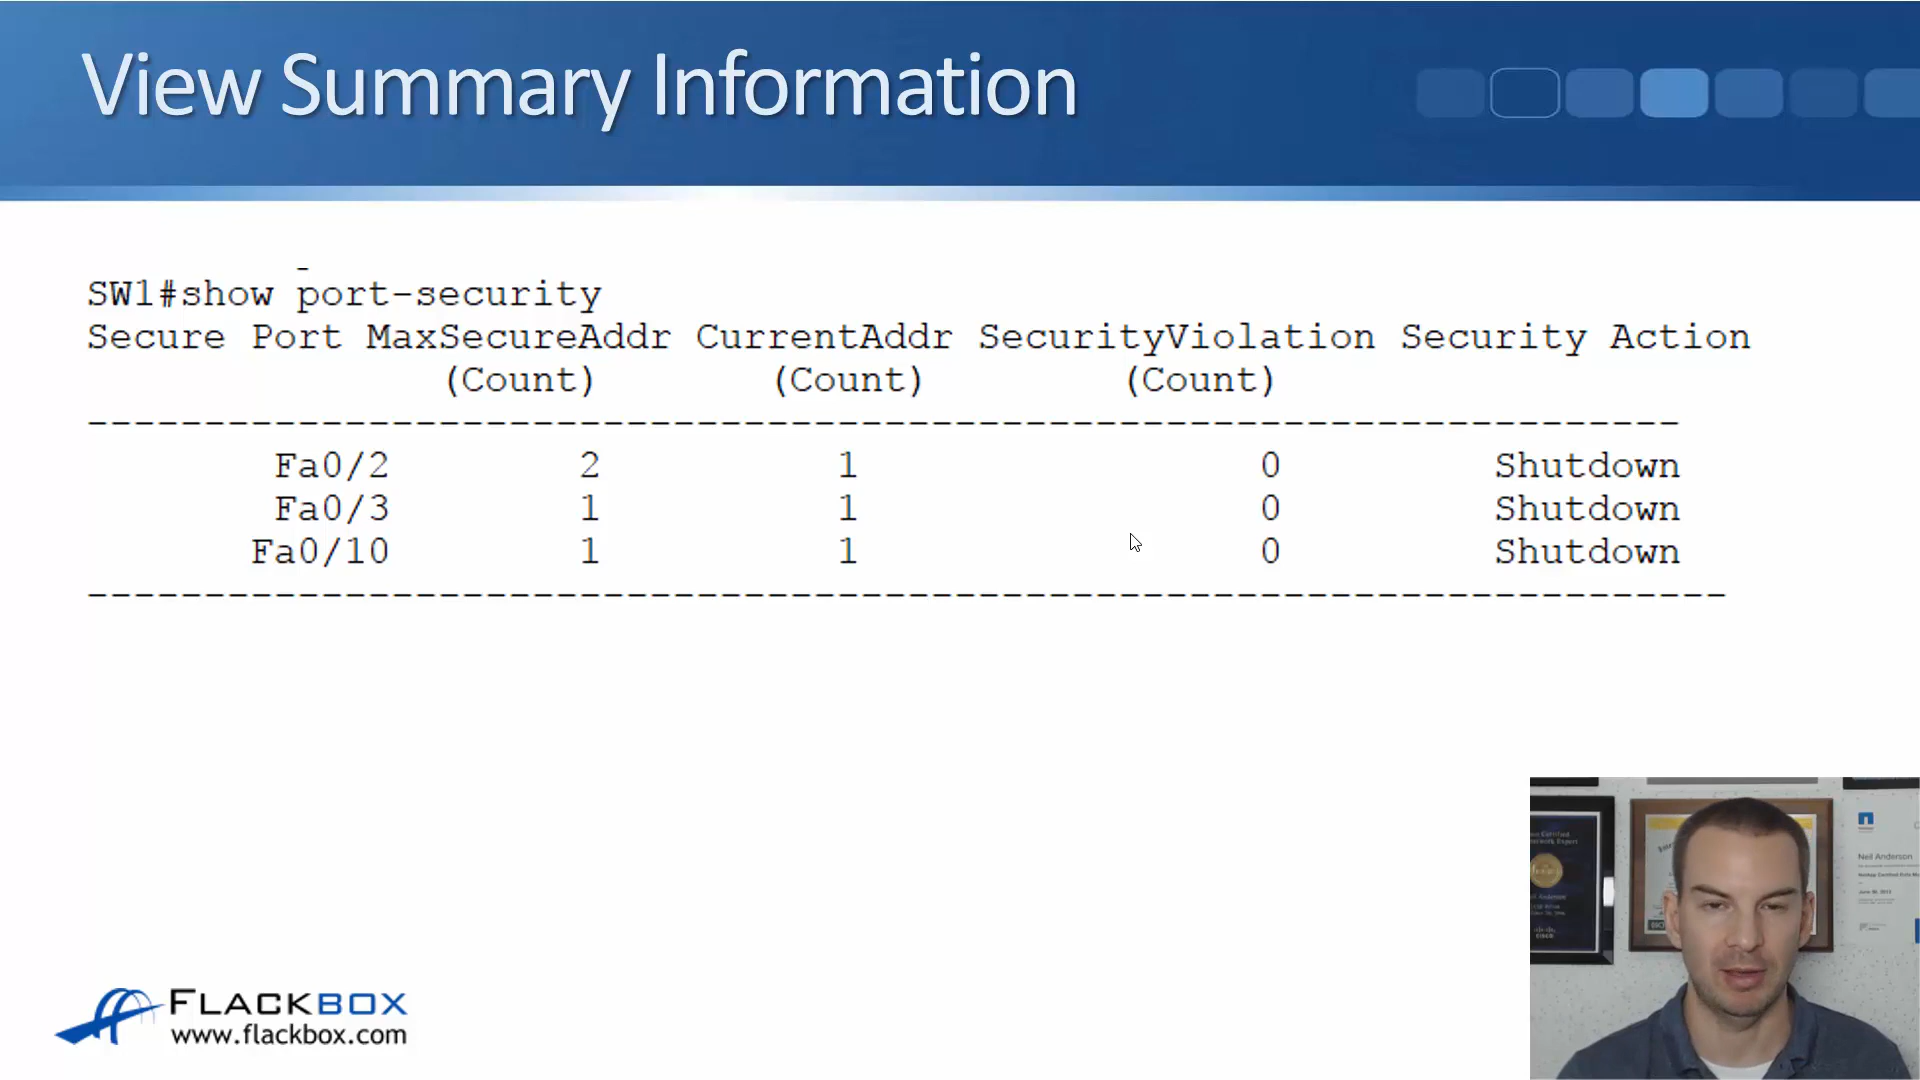 View Summary Information
SW1#show port-security
Secure Port MaxSecureAddr CurrentAddr SecurityViolation Security Action
(Count) (Count) (Count)
--------------------------------------------------------------------
Fa0/2 2 1 0 Shutdown
Fa0/3 1 1 0 Shutdown
Fa0/10 1 1 0 Shutdown
----------------------------------------------------------------------
FLACKBOX
www.flackbox.com
Neil Anderson